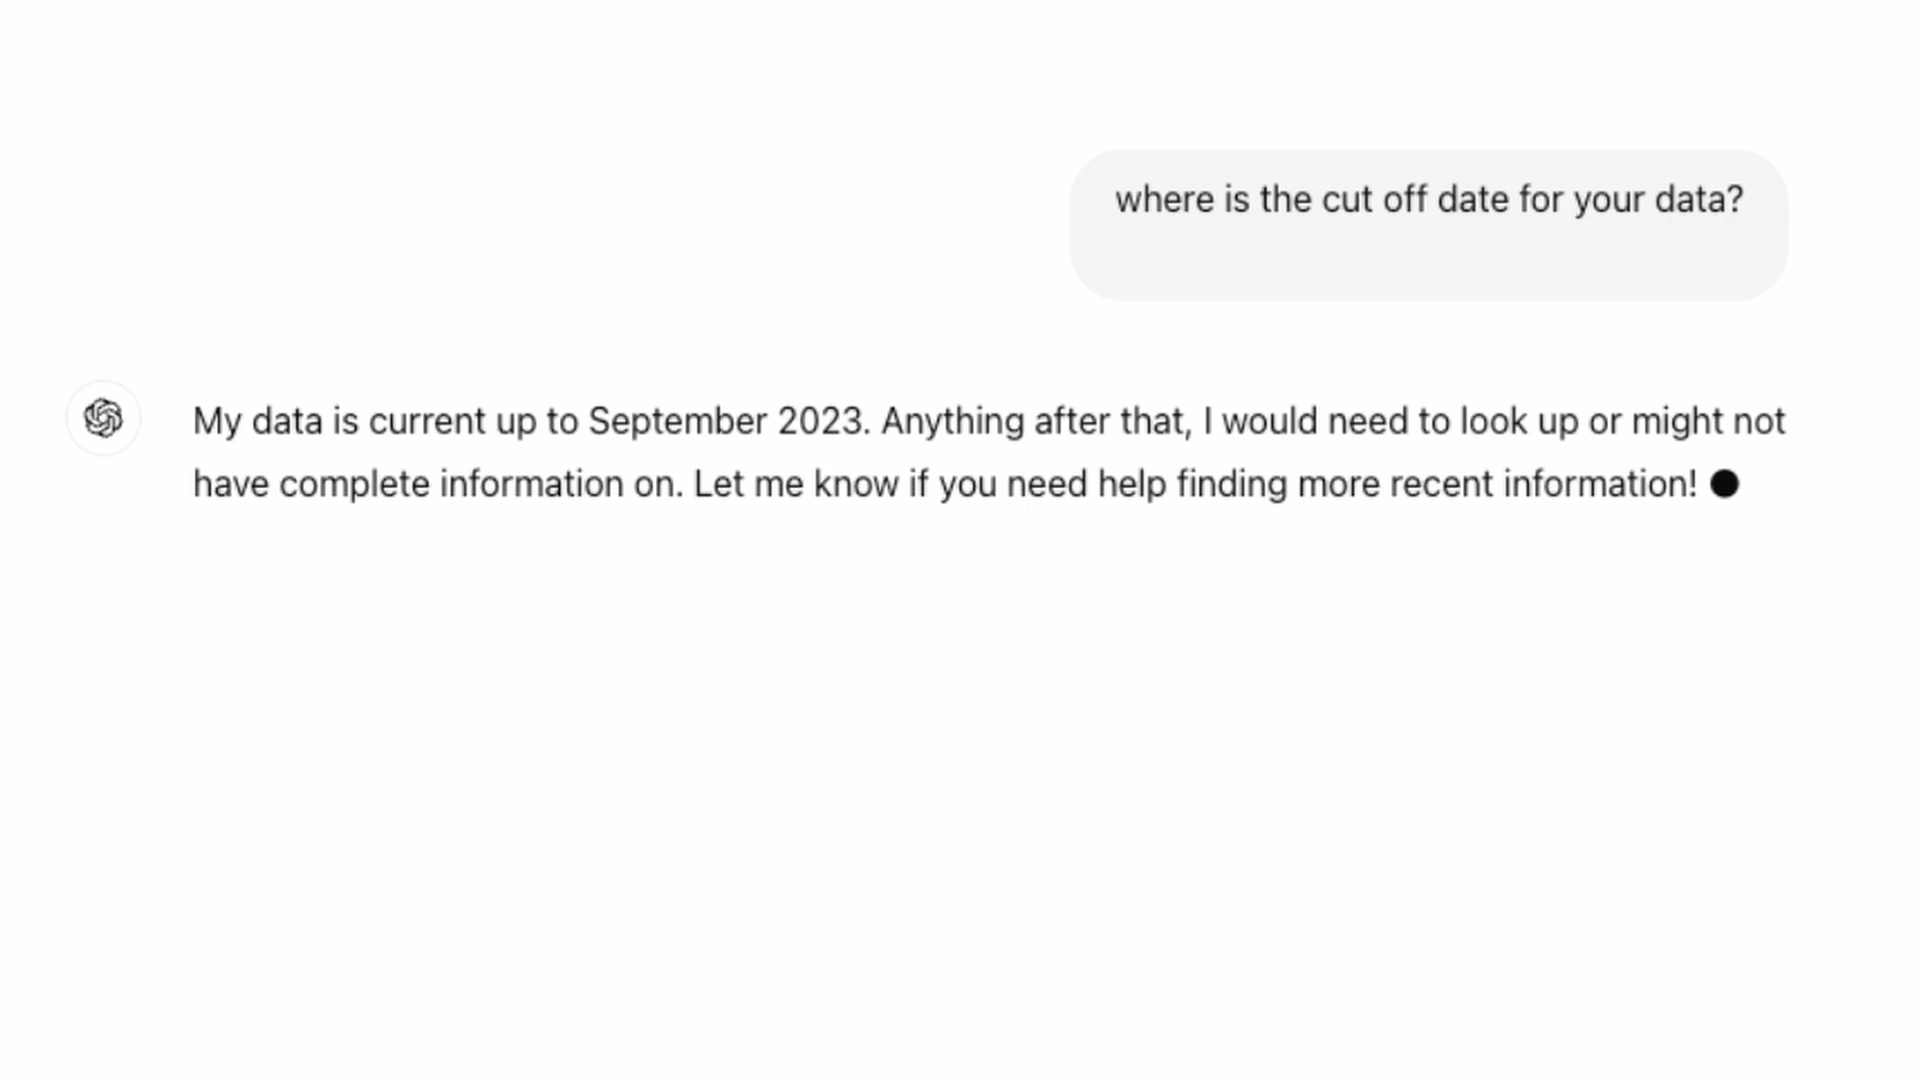 where is the cut off date for your data?
My data is current up to September 2023. Anything after that, I would need to look up or might not
have complete information on. Let me know if you need help finding more recent information!